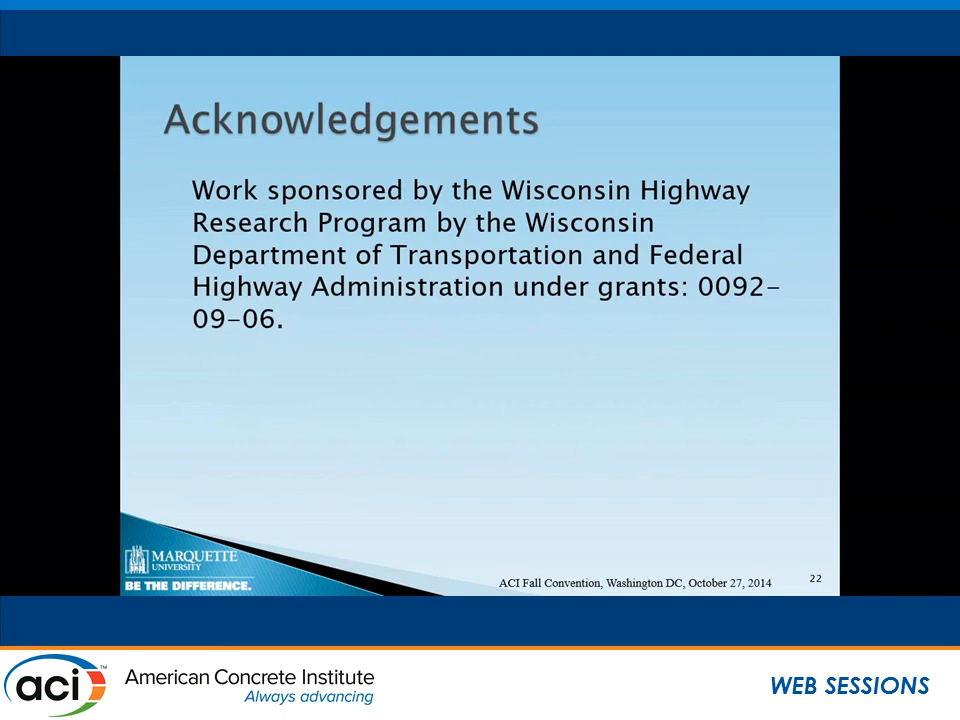 Acknowledgements
Work sponsored by the Wisconsin Highway
Research Program by the Wisconsin
Department of Transportation and Federal
Highway Administration under grants: 0092-
09-06.
MARQUETTE
UNIVERSITY
BE THE DIFFERENCE.
ACI Fall Convention, Washington DC, October 27, 2014
22
aci™
American Concrete Institute
Always advancing
WEB SESSIONS